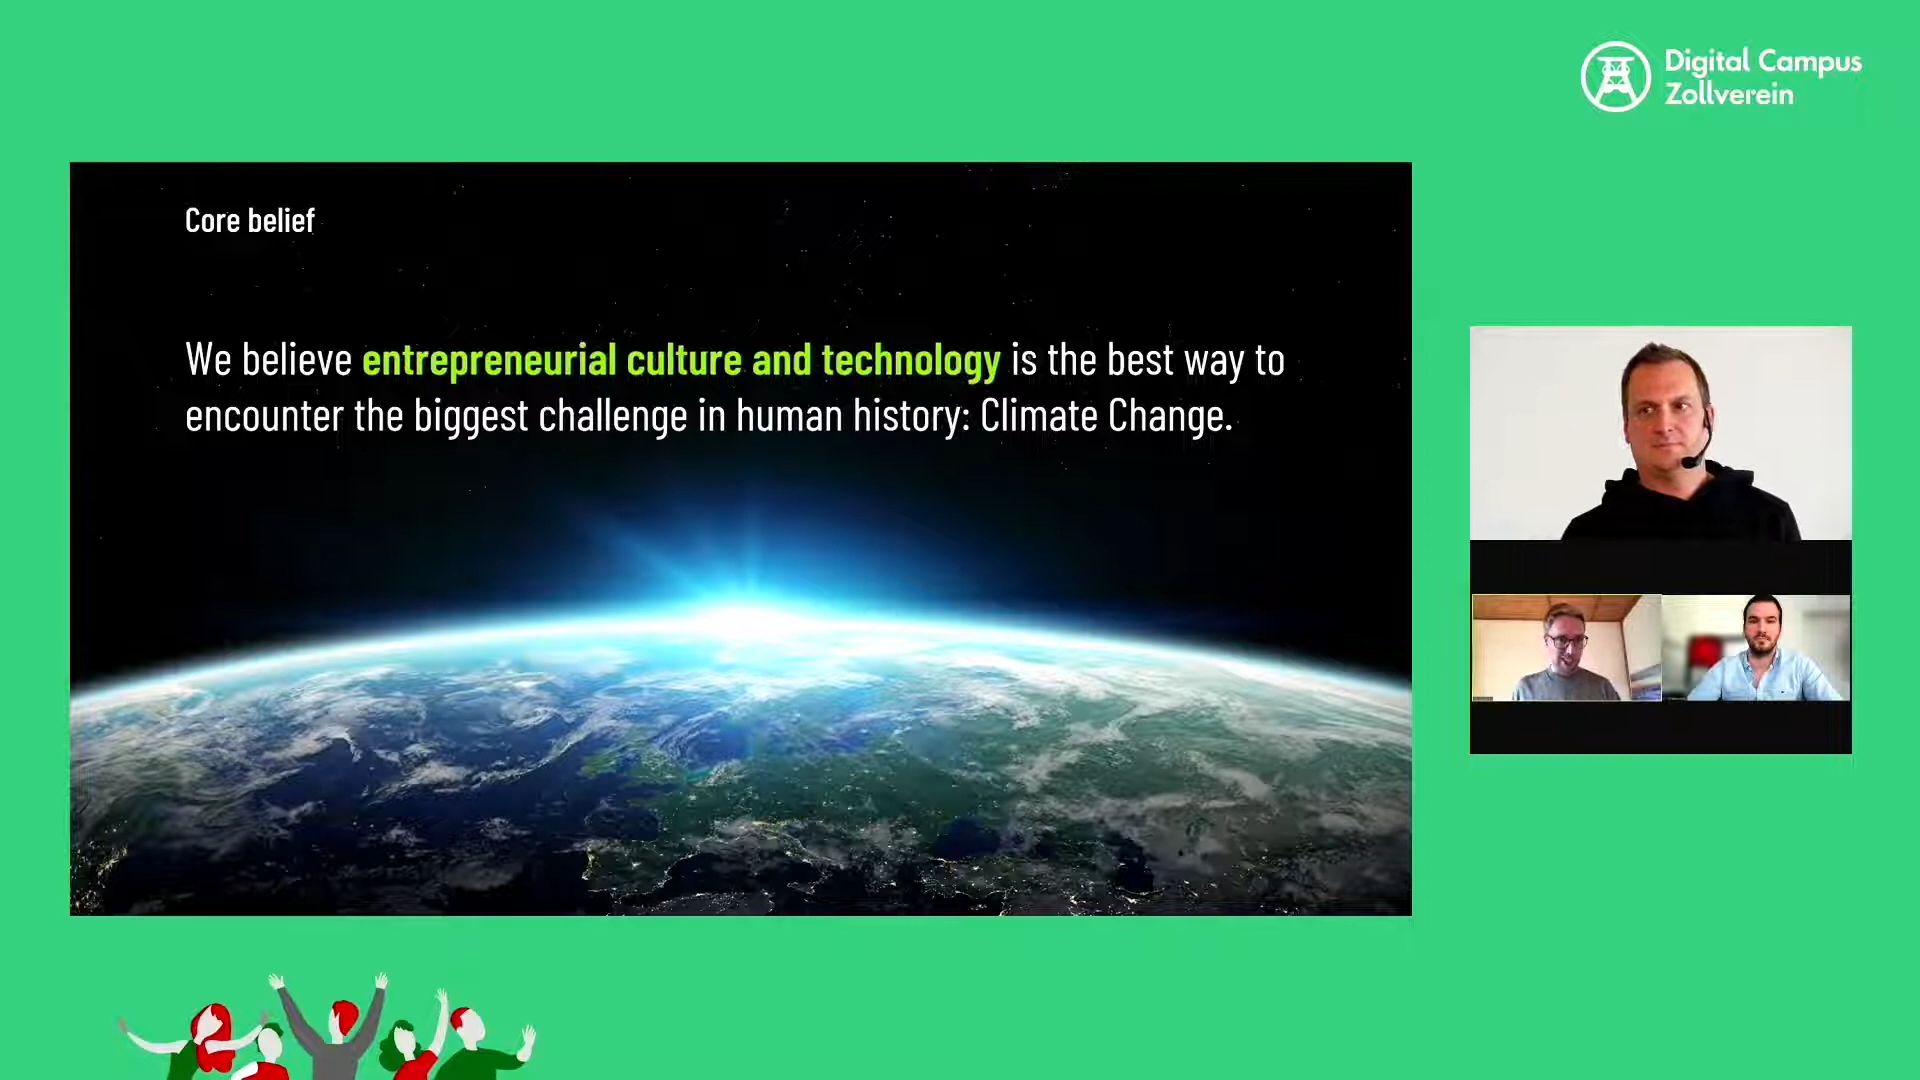 Digital Campus
Zollverein
Core belief
We believe entrepreneurial culture and technology is the best way to
encounter the biggest challenge in human history: Climate Change.